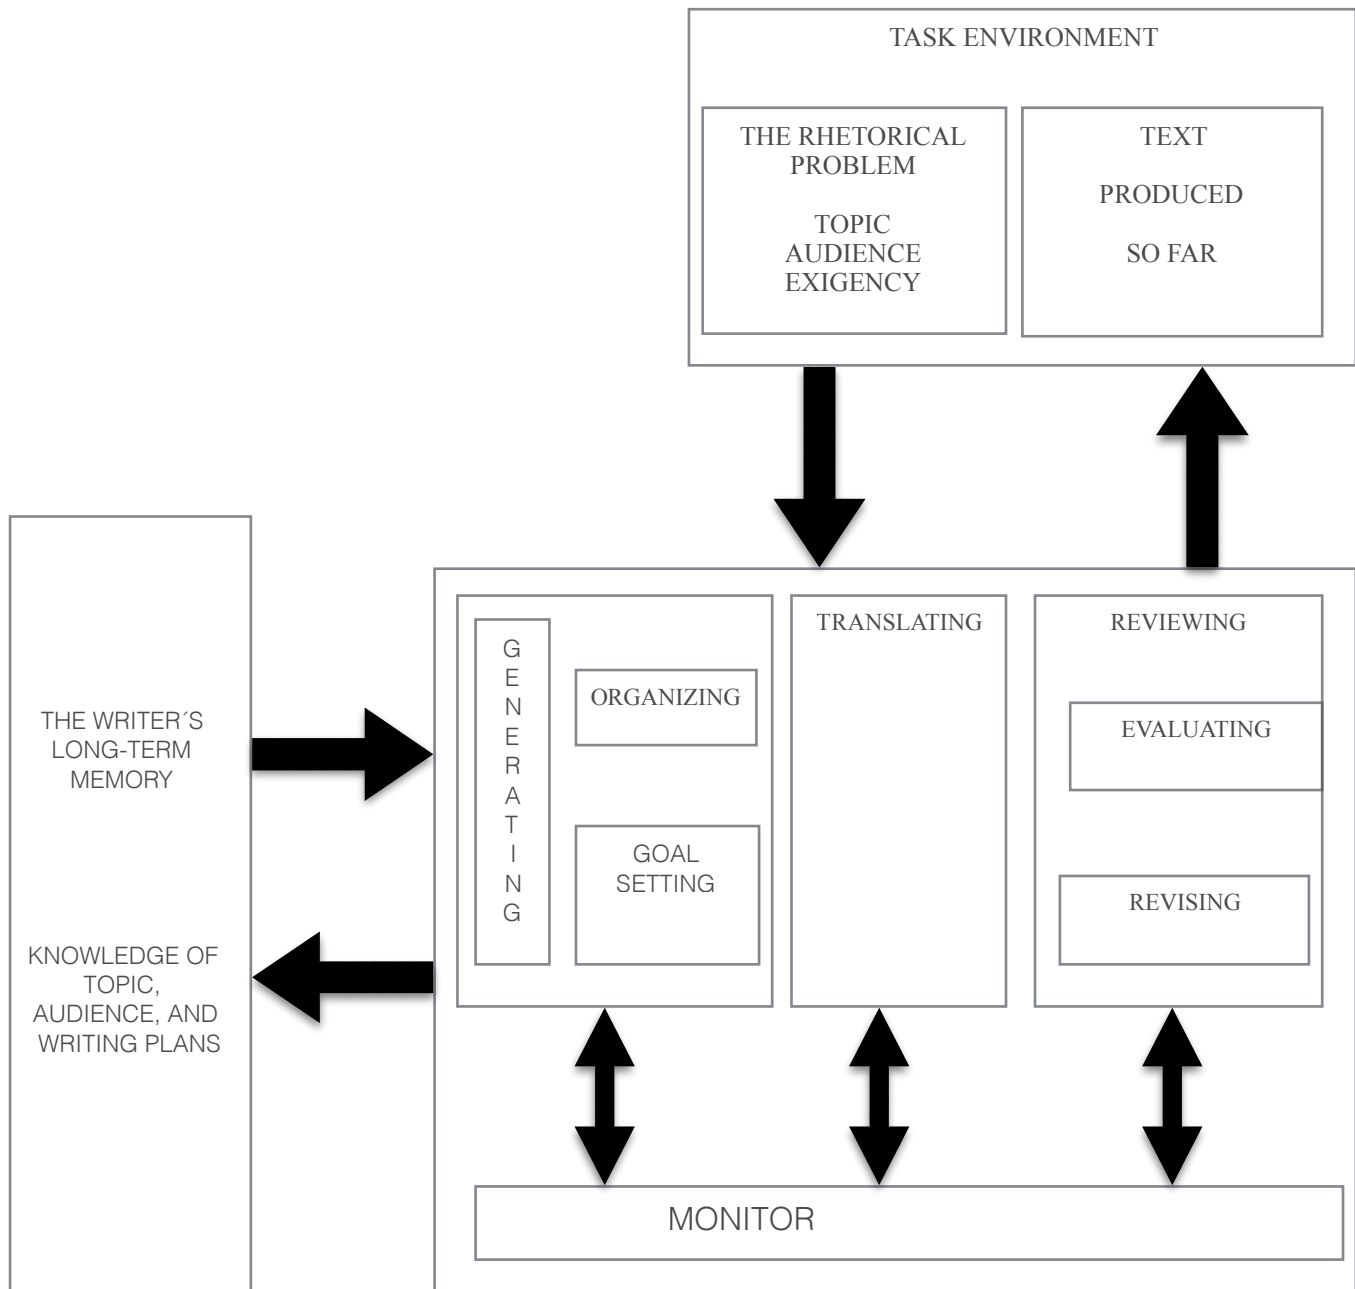 TASK ENVIRONMENT
THE RHETORICAL
PROBLEM
TOPIC
AUDIENCE
EXIGENCY
TEXT
PRODUCED
SO FAR
THE WRITER´S
LONG-TERM
MEMORY
KNOWLEDGE OF
TOPIC,
AUDIENCE, AND
WRITING PLANS
GENERATING
ORGANIZING
GOAL
SETTING
TRANSLATING
REVIEWING
EVALUATING
REVISING
MONITOR